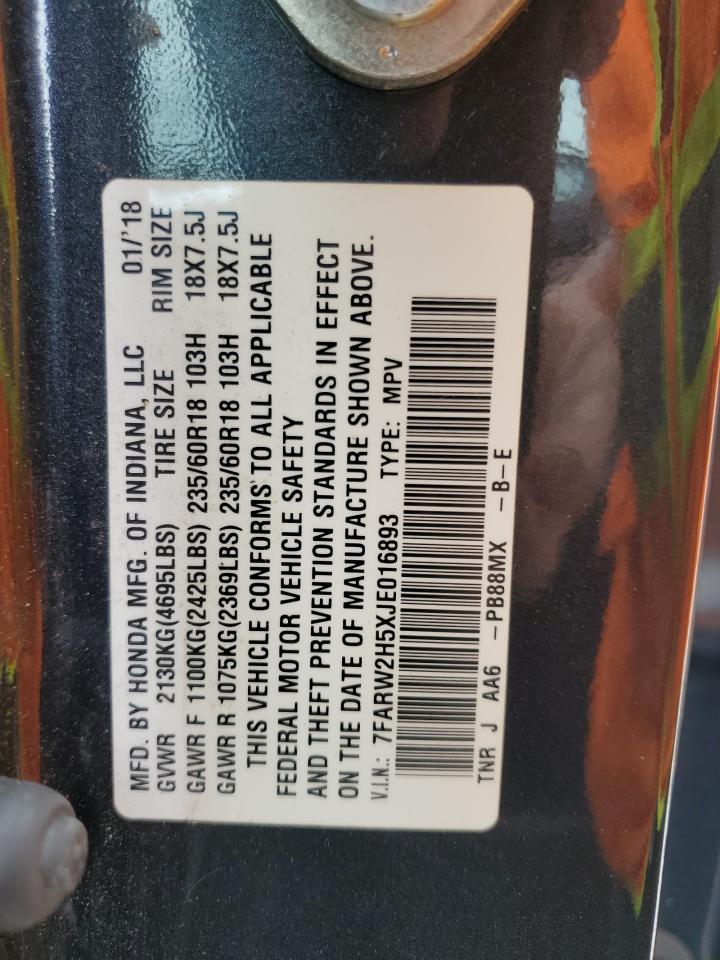 MFD. BY HONDA MFG. OF INDIANA, LLC 01/'18
GVWR 2130KG(4695LBS) TIRE SIZE RIM SIZE
GAWR F 1100KG(2425LBS) 235/60R18 103H 18X7.5J
GAWR R 1075KG(2369LBS) 235/60R18 103H 18X7.5J
THIS VEHICLE CONFORMS TO ALL APPLICABLE
FEDERAL MOTOR VEHICLE SAFETY
AND THEFT PREVENTION STANDARDS IN EFFECT
ON THE DATE OF MANUFACTURE SHOWN ABOVE.
V.I.N.: 7FARW2H5XJE016893 TYPE: MPV
TNR J AA6 -PB88MX -B-E